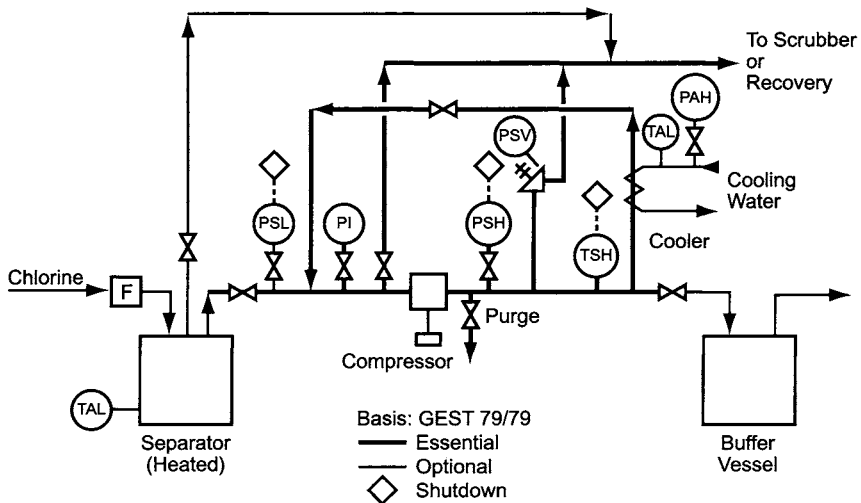 To Scrubber
or
Recovery
PAH
TAL
PSV
Cooling
Water
Cooler
PSL
PI
PSH
TSH
Chlorine
F
Purge
Compressor
TAL
Separator
(Heated)
Basis: GEST 79/79
Essential
Optional
Shutdown
Buffer
Vessel